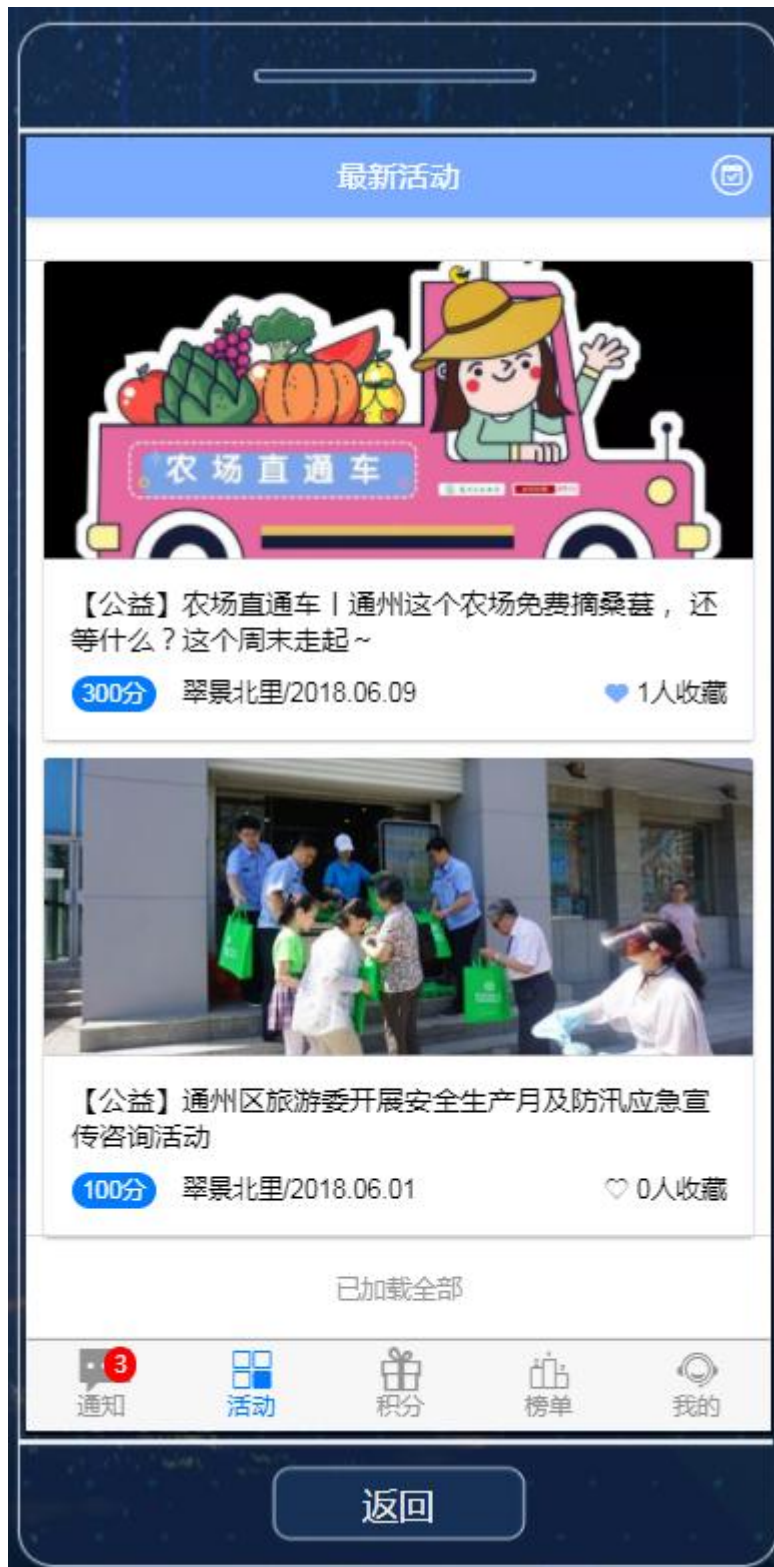 最新活动
农场直通车
【公益】农场直通车丨通州这个农场免费摘桑葚，还
等什么？这个周末走起～
300分 翠景北里/2018.06.09 1人收藏
【公益】通州区旅游委开展安全生产月及防汛应急宣
传咨询活动
100分 翠景北里/2018.06.01 0人收藏
已加载全部
3
通知 活动 积分 榜单 我的
返回